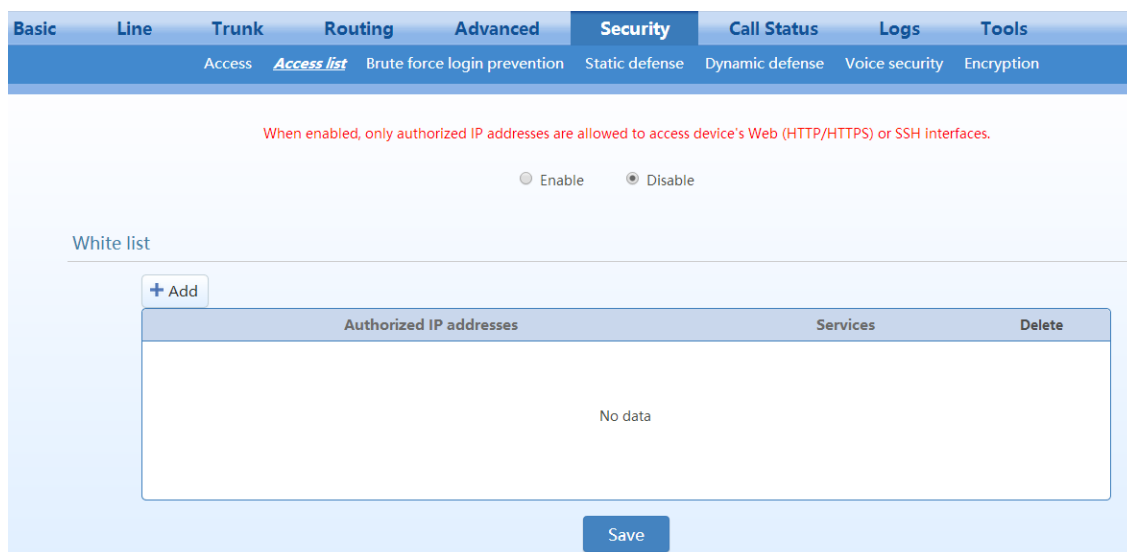 Basic Line Trunk Routing Advanced Security Call Status Logs Tools
Access Access list Brute force login prevention Static defense Dynamic defense Voice security Encryption
When enabled, only authorized IP addresses are allowed to access device's Web (HTTP/HTTPS) or SSH interfaces.
Enable Disable
White list
+ Add
Authorized IP addresses Services Delete
No data
Save